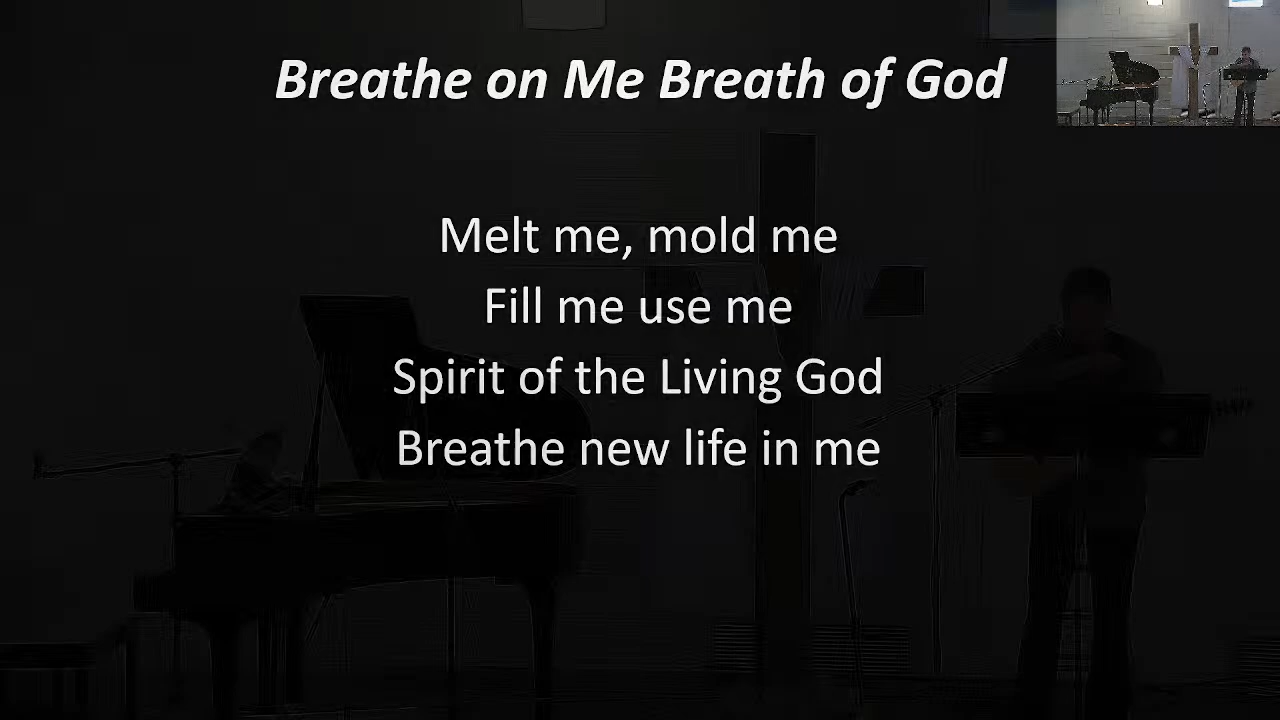 Breathe on Me Breath of God
Melt me, mold me
Fill me use me
Spirit of the Living God
Breathe new life in me